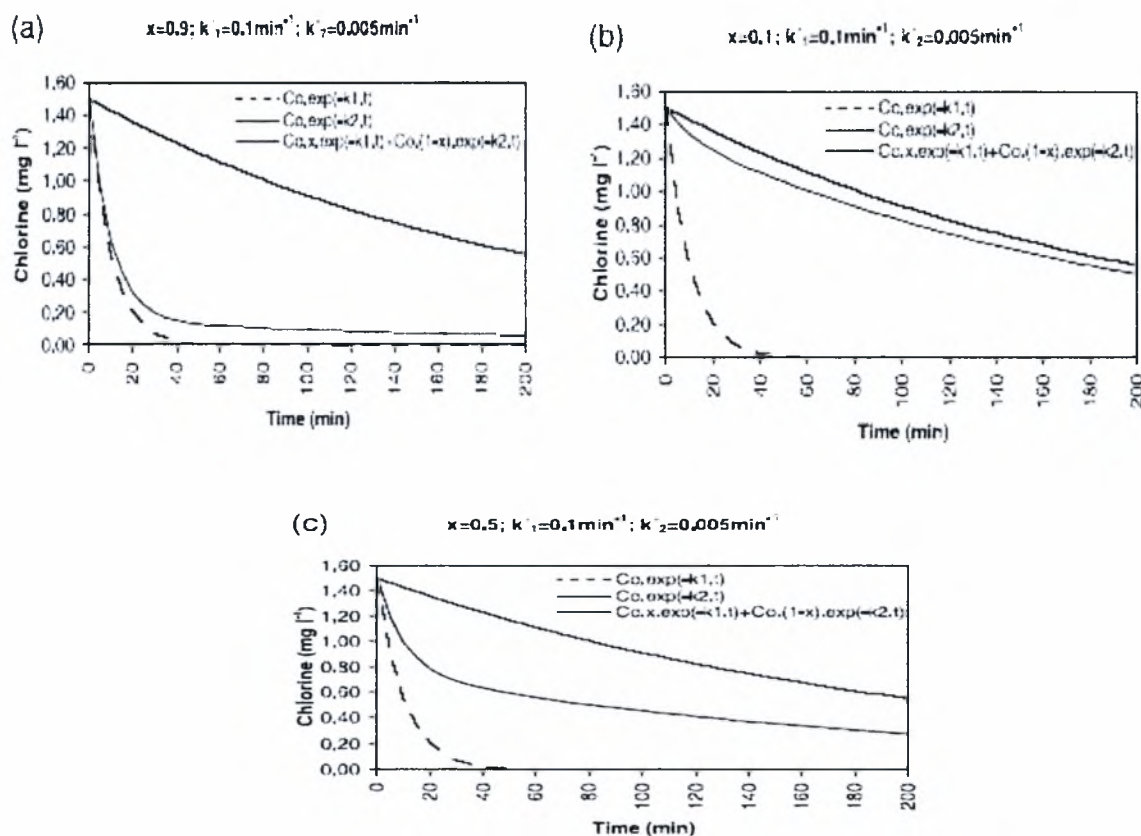 (a)
x=0.9; k'₁=0.1min⁻¹; k'₂=0.005min⁻¹
1,60
1,40
1,20
1,00
0,80
0,60
0,40
0,20
0,00
Chlorine (mg l⁻¹)
Co.exp(-k1.t)
Co.exp(-k2.t)
Co.x.exp(-k1.t)+Co.(1-x).exp(-k2.t)
0 20 40 60 80 100 120 140 160 180 200
Time (min)
(b)
x=0.1; k'₁=0.1min⁻¹; k'₂=0.005min⁻¹
1,60
1,40
1,20
1,00
0,80
0,60
0,40
0,20
0,00
Chlorine (mg l⁻¹)
Co.exp(-k1.t)
Co.exp(-k2.t)
Co.x.exp(-k1.t)+Co.(1-x).exp(-k2.t)
0 20 40 60 80 100 120 140 160 180 200
Time (min)
(c)
x=0.5; k'₁=0.1min⁻¹; k'₂=0.005min⁻¹
1,60
1,40
1,20
1,00
0,80
0,60
0,40
0,20
0,00
Chlorine (mg l⁻¹)
Co.exp(-k1.t)
Co.exp(-k2.t)
Co.x.exp(-k1.t)+Co.(1-x).exp(-k2.t)
0 20 40 60 80 100 120 140 160 180 200
Time (min)